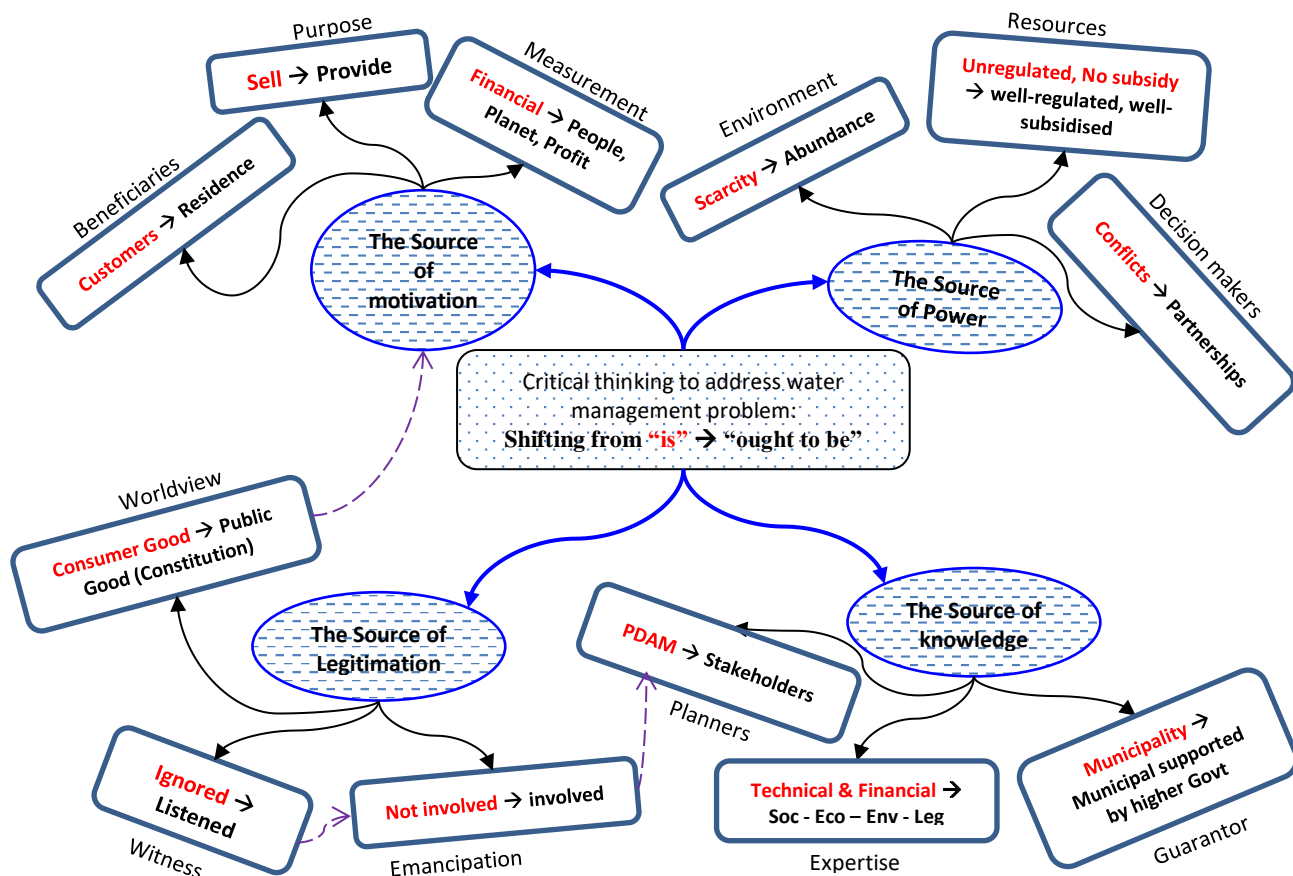 Purpose
Sell → Provide
Measurement
Financial → People,
Planet, Profit
Beneficiaries
Customers → Residence
The Source
of
motivation
Environment
Scarcity → Abundance
Resources
Unregulated, No subsidy
→ well-regulated, well-
subsidised
Decision makers
Conflicts → Partnerships
The Source
of Power
Critical thinking to address water
management problem:
Shifting from “is” → “ought to be”
Worldview
Consumer Good → Public
Good (Constitution)
The Source of
Legitimation
Ignored →
Listened
Witness
Not involved → involved
Emancipation
The Source of
knowledge
PDAM → Stakeholders
Planners
Technical & Financial →
Soc - Eco – Env - Leg
Expertise
Municipality →
Municipal supported
by higher Govt
Guarantor